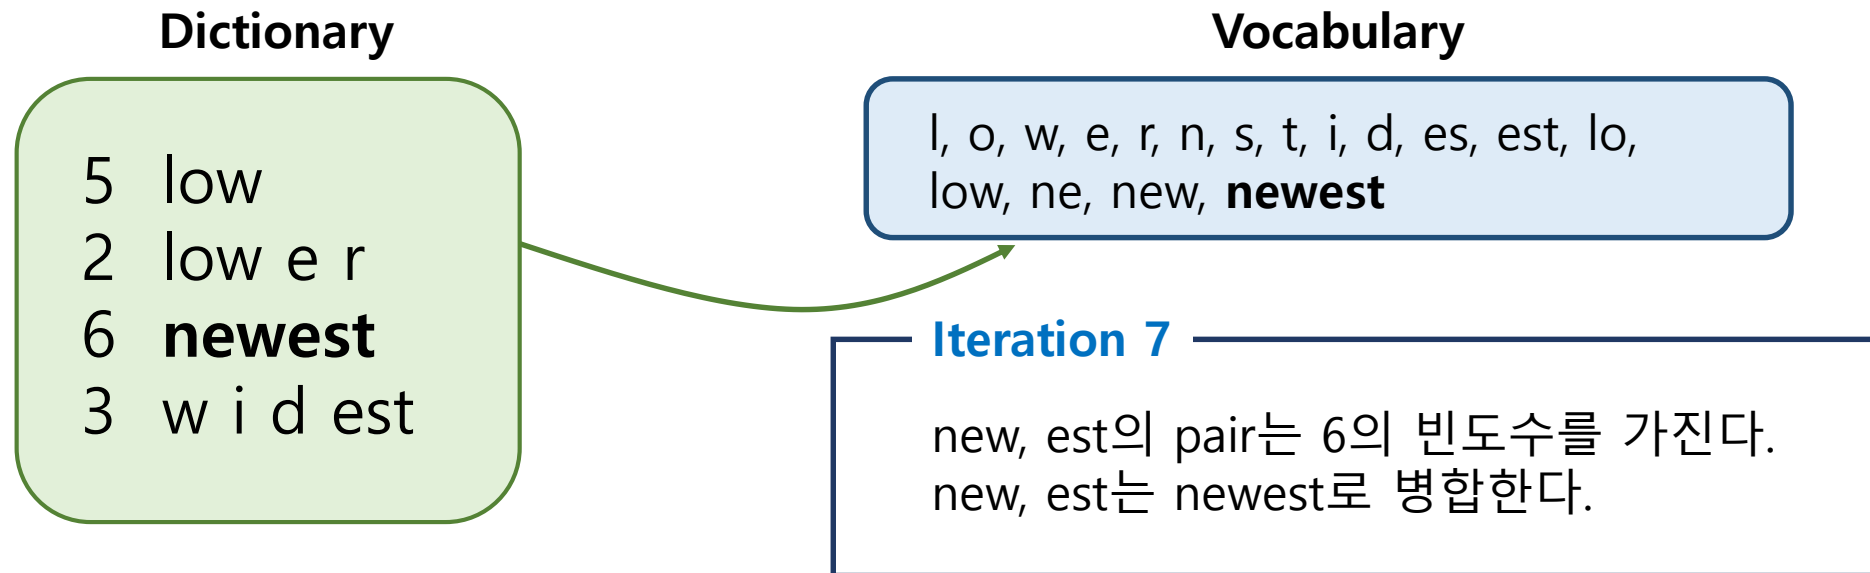 Dictionary
5 low
2 low e r
6 newest
3 w i d est
Vocabulary
l, o, w, e, r, n, s, t, i, d, es, est, lo,
low, ne, new, newest
Iteration 7
new, est의 pair는 6의 빈도수를 가진다.
new, est는 newest로 병합한다.